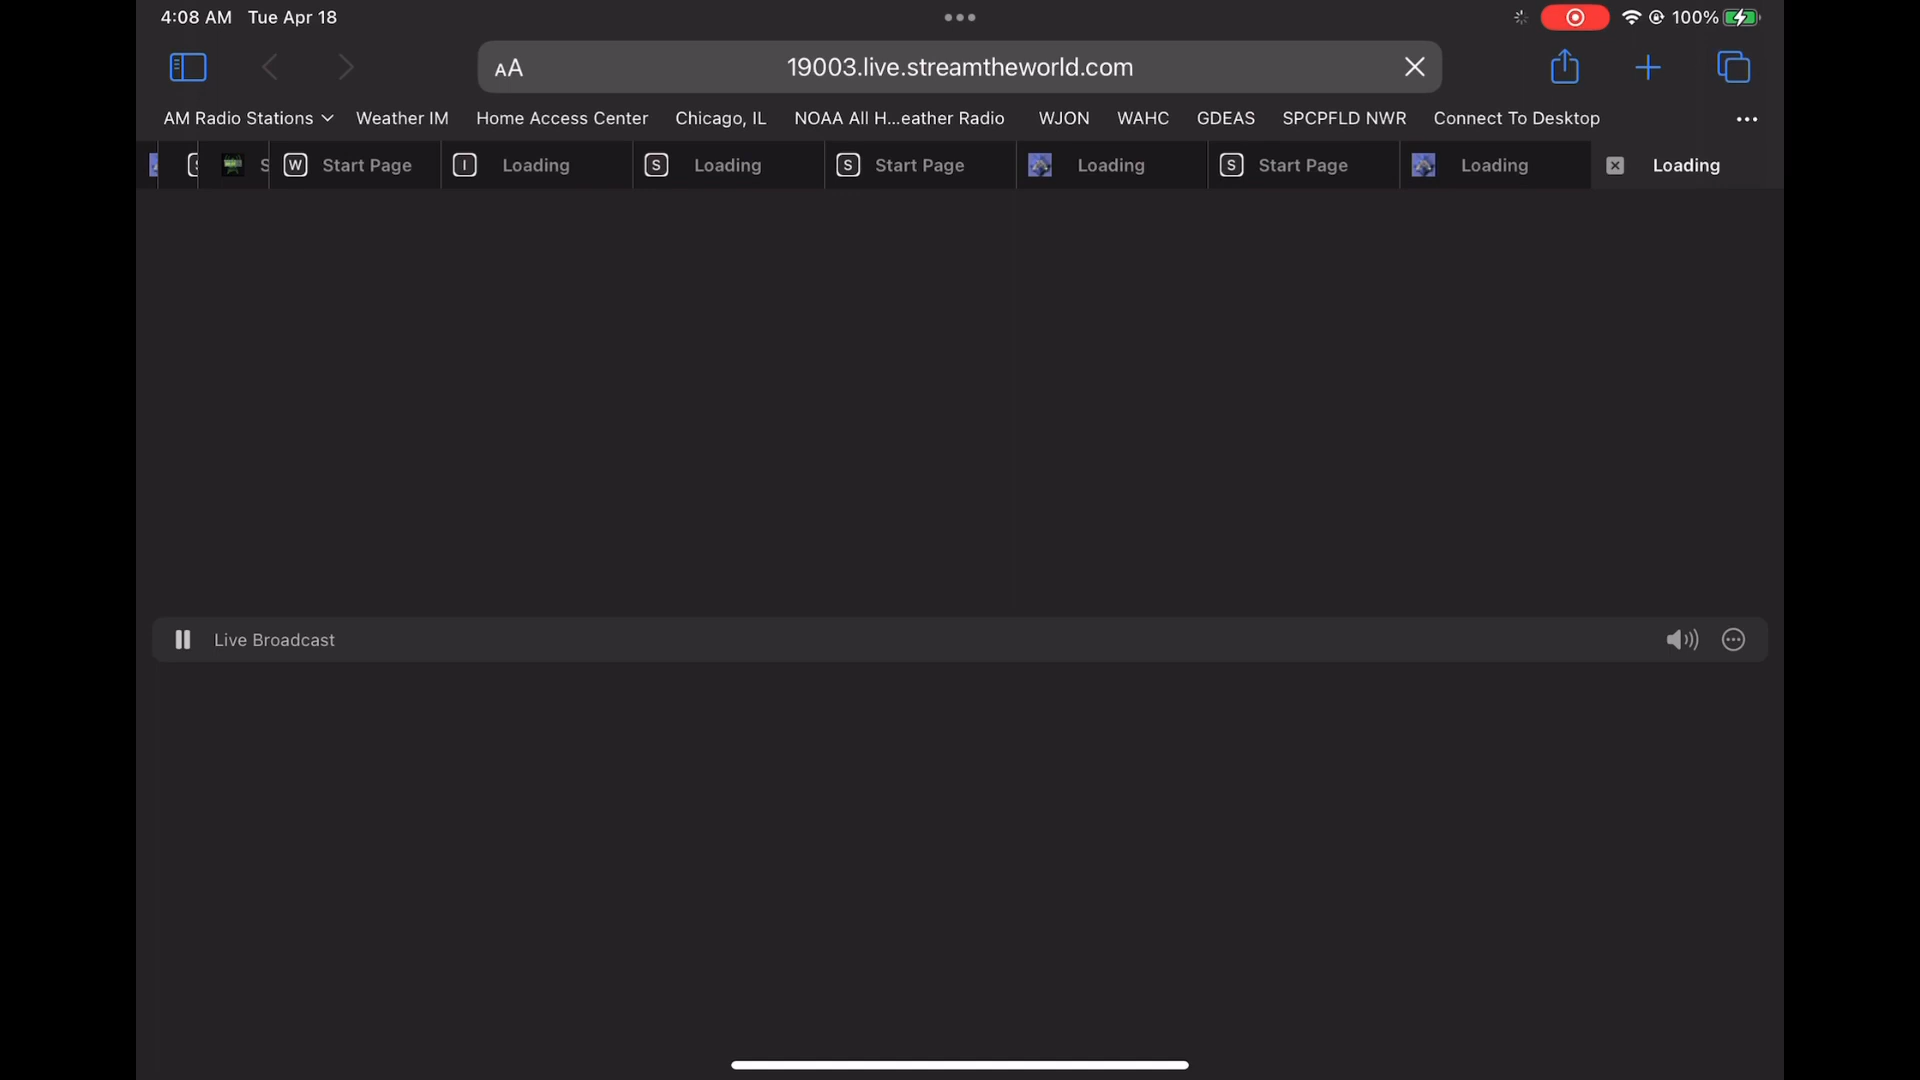 4:08 AM Tue Apr 18 100%
AA 19003.live.streamtheworld.com
AM Radio Stations Weather IM Home Access Center Chicago, IL NOAA All H...eather Radio WJON WAHC GDEAS SPCPFLD NWR Connect To Desktop
S W Start Page I Loading S Loading S Start Page Loading S Start Page Loading Loading
Live Broadcast